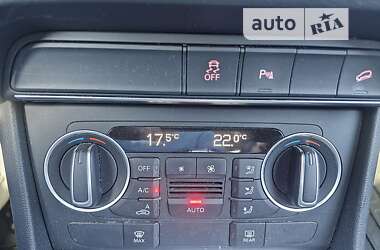 auto RIA
OFF
P
17.5°C 22.0°C
OFF
A/C
AUTO
MAX
REAR